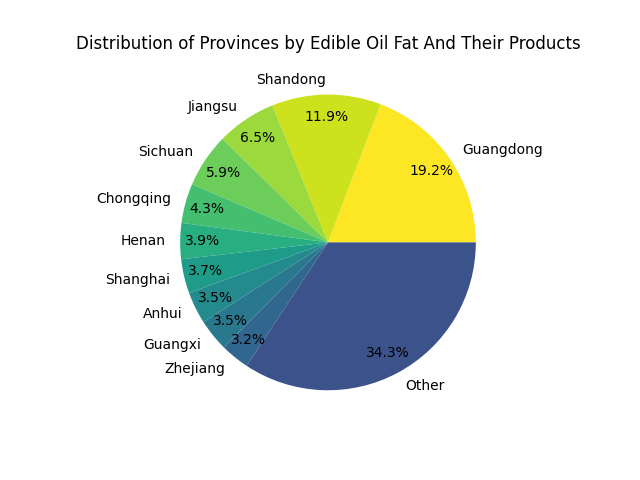 Distribution of Provinces by Edible Oil Fat And Their Products
Shandong
Jiangsu
11.9%
6.5%
Sichuan
Guangdong
5.9%
19.2%
Chongqing
4.3%
Henan
3.9%
Shanghai
3.7%
Anhui
3.5%
Guangxi
3.5%
Zhejiang
3.2%
34.3%
Other